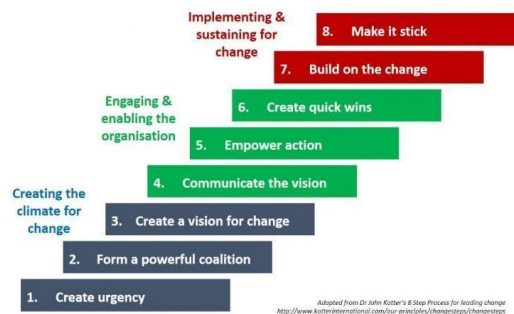 Implementing &
sustaining for
change
8. Make it stick
7. Build on the change
Engaging &
enabling the
organisation
6. Create quick wins
5. Empower action
4. Communicate the vision
Creating the
climate for
change
3. Create a vision for change
2. Form a powerful coalition
1. Create urgency
Adapted from Dr John Kotter's 8 Step Process for leading change
http://www.kotterinternational.com/our-principles/changesteps/changesteps